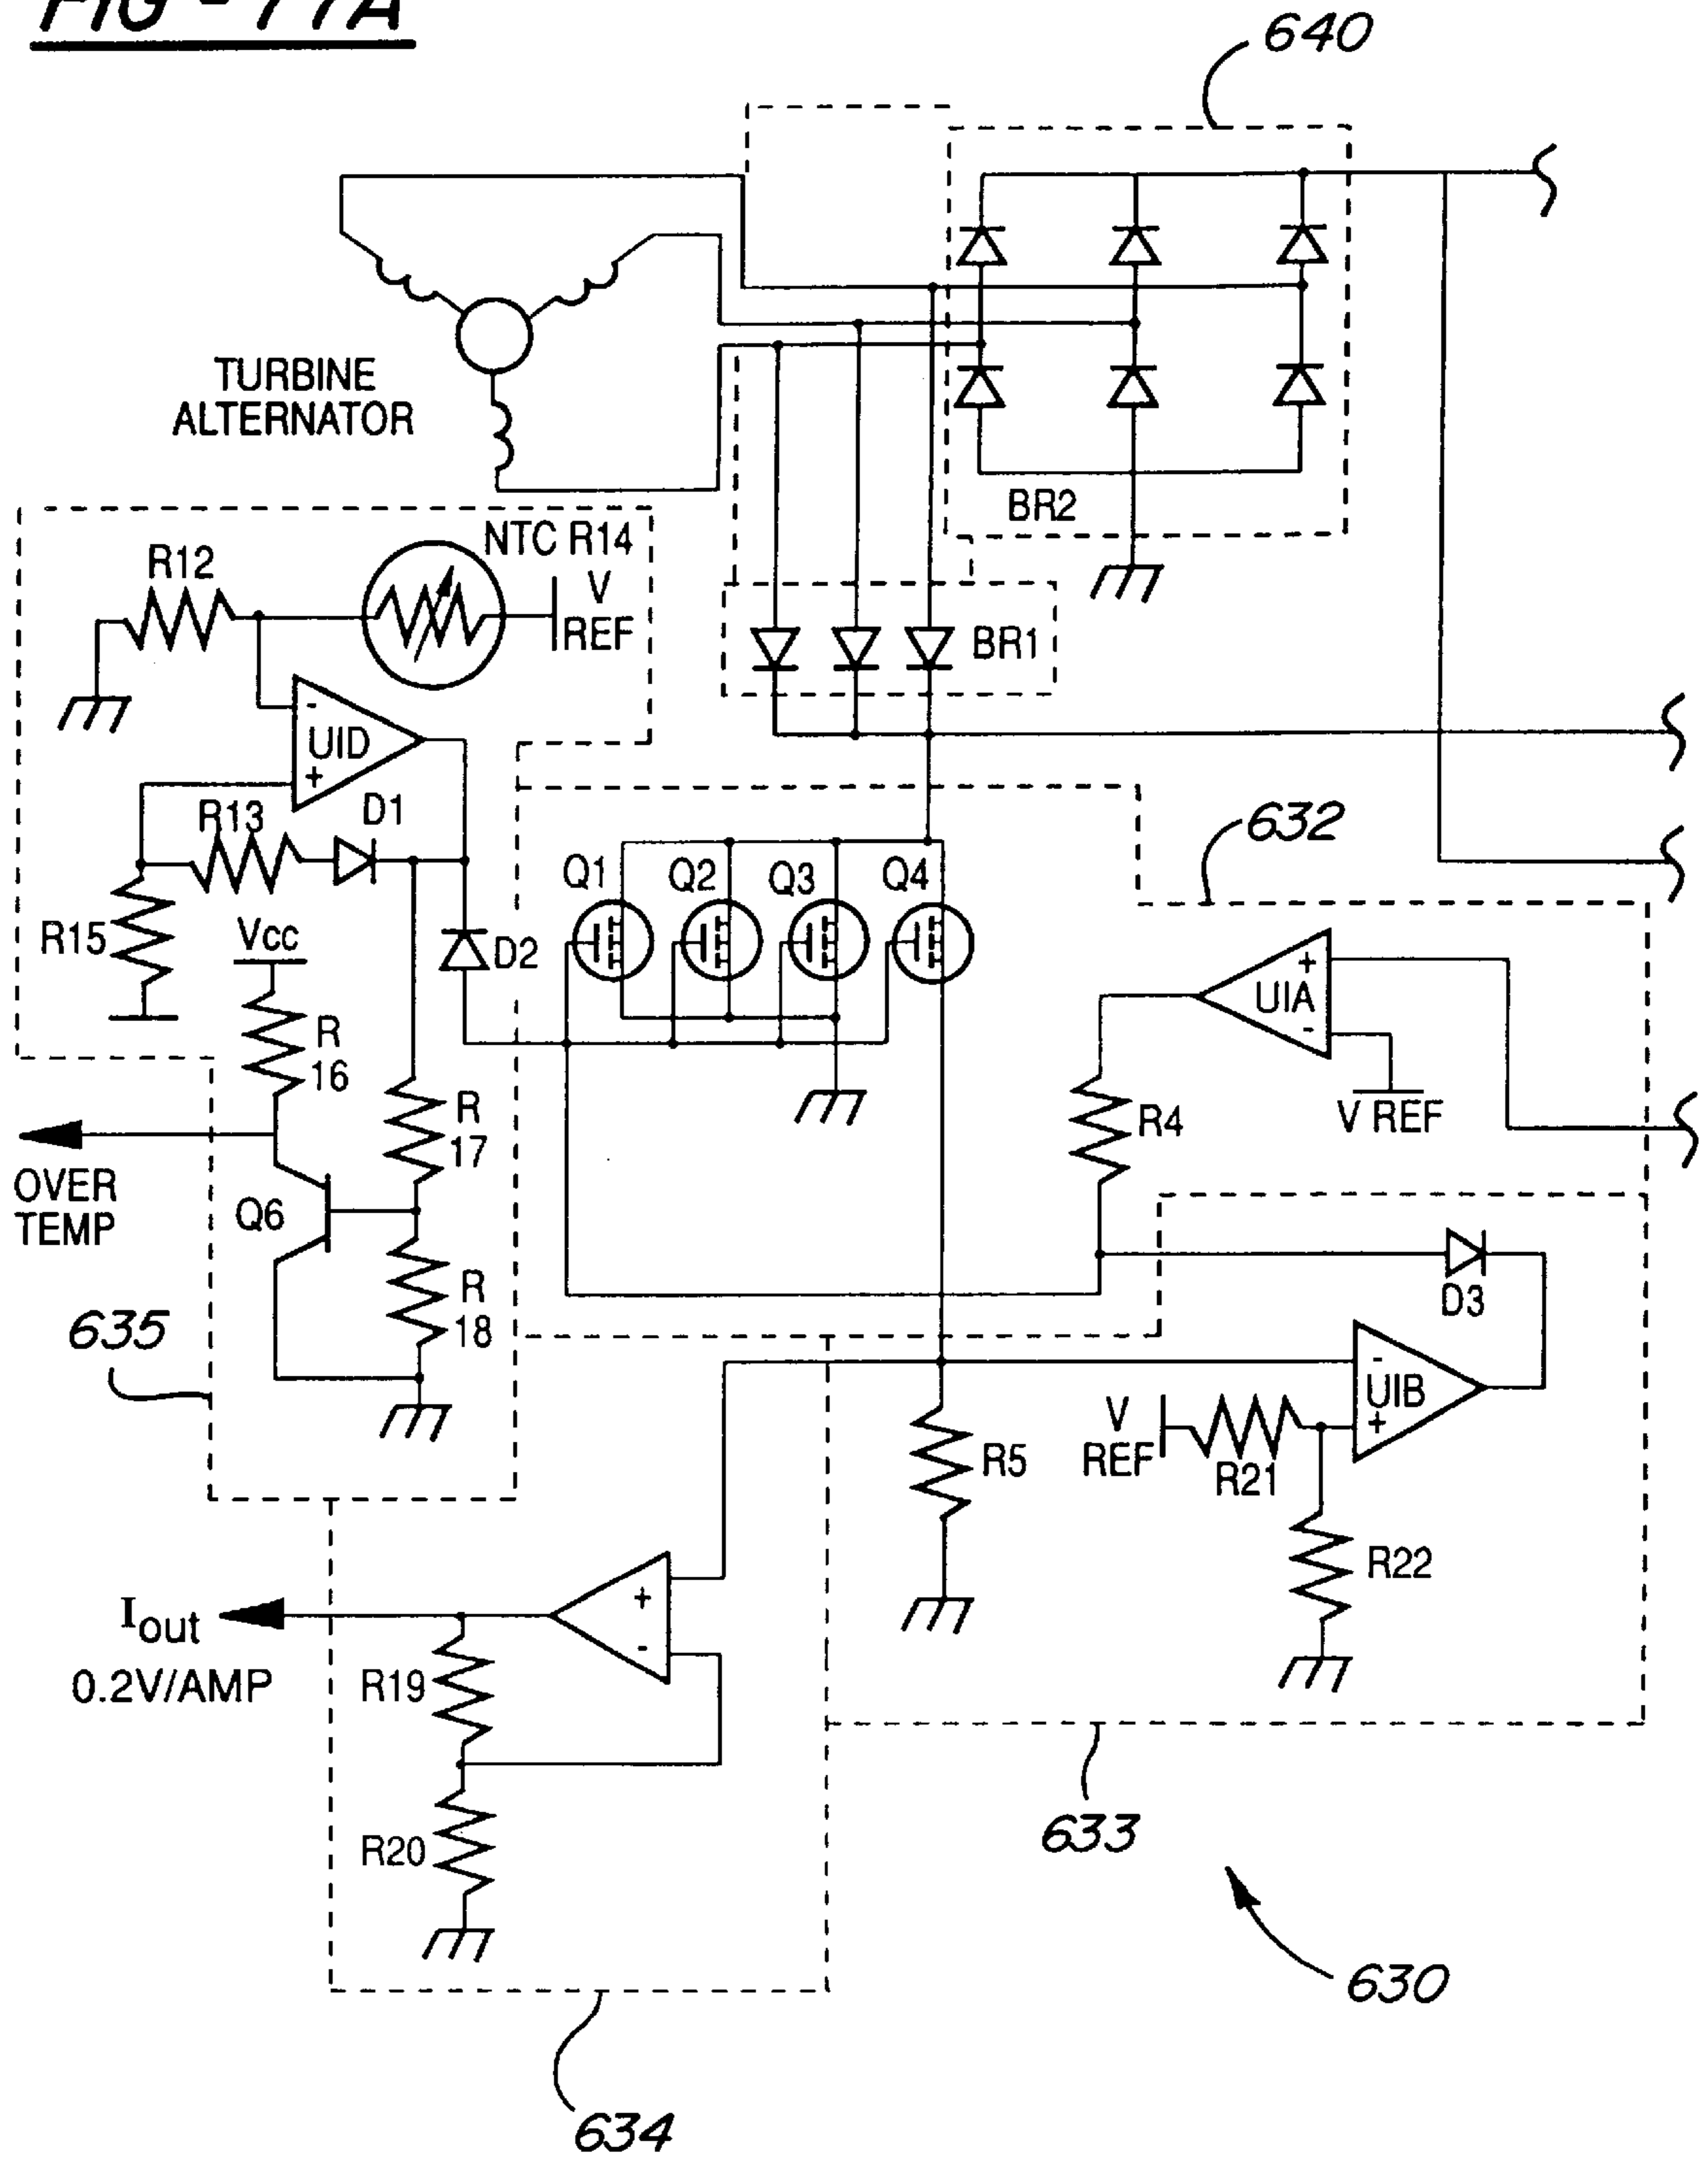 FIG - 77A
640
TURBINE
ALTERNATOR
BR2
NTC R14
R12
V
REF
BR1
-
UID
+
D1
R13
632
Q1
Q2
Q3
Q4
R15
Vcc
D2
+
UIA
-
R
16
V REF
R4
R
17
OVER
TEMP
Q6
D3
R
18
635
-
UIB
+
V
REF
R21
R5
R22
+
-
Iout
0.2V/AMP
R19
633
R20
630
634